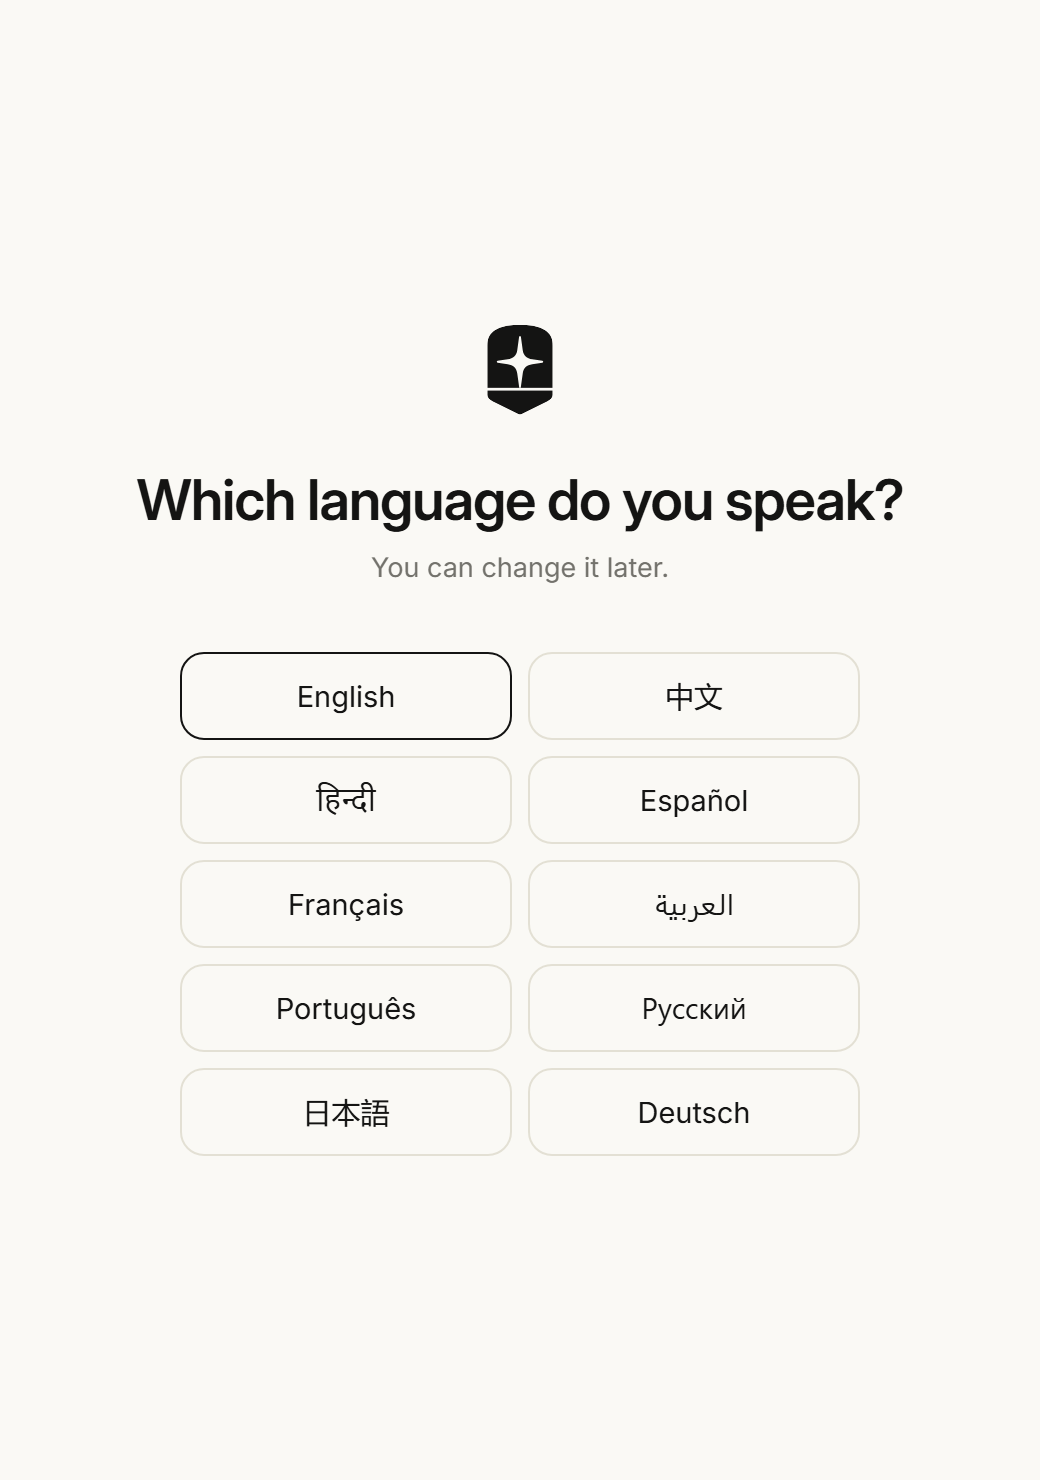 Which language do you speak?
You can change it later.
English
中文
हिन्दी
Español
Français
العربية
Português
Русский
日本語
Deutsch